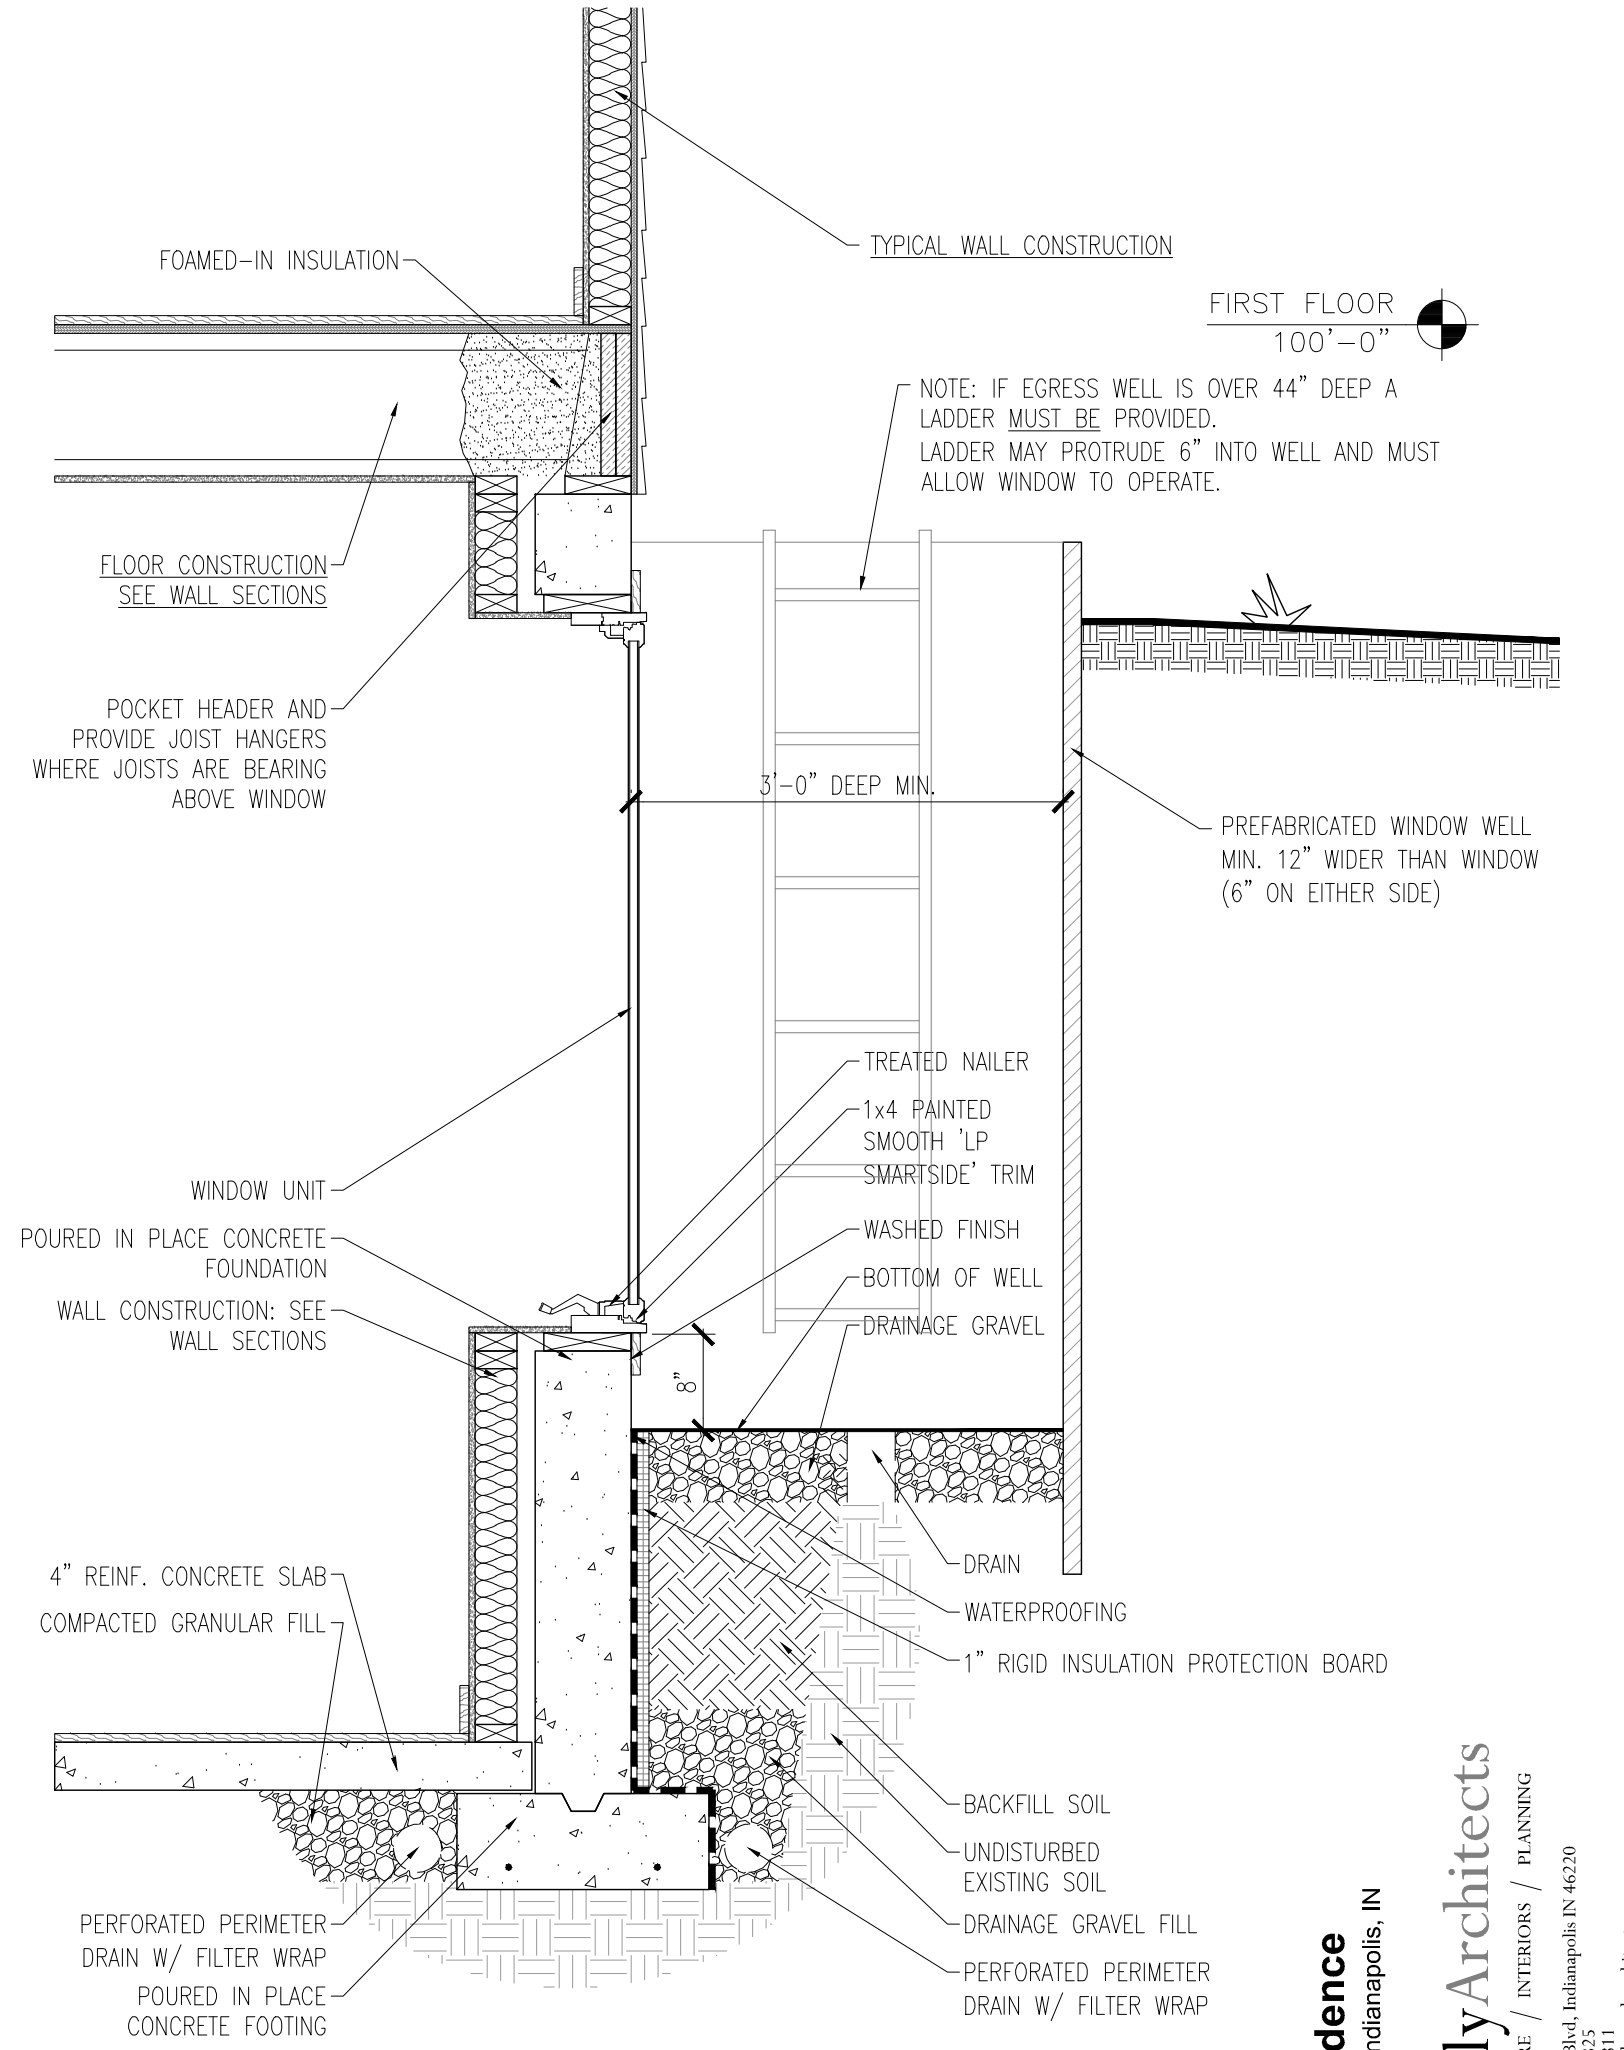 TYPICAL WALL CONSTRUCTION
FOAMED-IN INSULATION
FIRST FLOOR
100'-0"
NOTE: IF EGRESS WELL IS OVER 44" DEEP A
LADDER MUST BE PROVIDED.
LADDER MAY PROTRUDE 6" INTO WELL AND MUST
ALLOW WINDOW TO OPERATE.
FLOOR CONSTRUCTION
SEE WALL SECTIONS
POCKET HEADER AND
PROVIDE JOIST HANGERS
WHERE JOISTS ARE BEARING
ABOVE WINDOW
3'-0" DEEP MIN.
PREFABRICATED WINDOW WELL
MIN. 12" WIDER THAN WINDOW
(6" ON EITHER SIDE)
TREATED NAILER
1x4 PAINTED
SMOOTH 'LP
SMARTSIDE' TRIM
WINDOW UNIT
WASHED FINISH
POURED IN PLACE CONCRETE
FOUNDATION
BOTTOM OF WELL
WALL CONSTRUCTION: SEE
WALL SECTIONS
DRAINAGE GRAVEL
8"
DRAIN
4" REINF. CONCRETE SLAB
WATERPROOFING
COMPACTED GRANULAR FILL
1" RIGID INSULATION PROTECTION BOARD
BACKFILL SOIL
UNDISTURBED
EXISTING SOIL
DRAINAGE GRAVEL FILL
PERFORATED PERIMETER
DRAIN W/ FILTER WRAP
POURED IN PLACE
CONCRETE FOOTING
PERFORATED PERIMETER
DRAIN W/ FILTER WRAP
dence
ndianapolis, IN
lyArchitects
RE / INTERIORS / PLANNING
Blvd, Indianapolis IN 46220